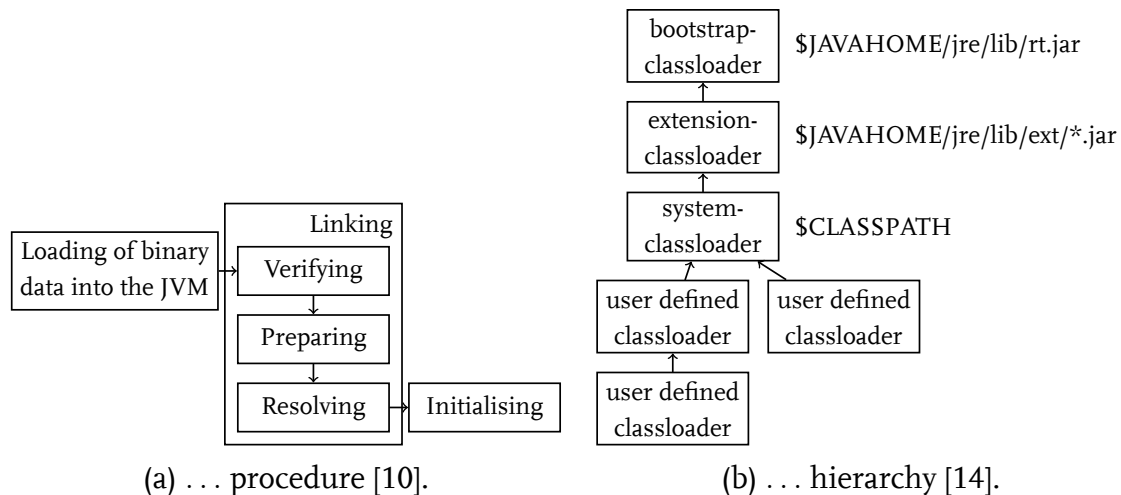 Loading of binary
data into the JVM
Linking
Verifying
Preparing
Resolving
Initialising
(a) ... procedure [10].
bootstrap-
classloader
$JAVAHOME/jre/lib/rt.jar
extension-
classloader
$JAVAHOME/jre/lib/ext/*.jar
system-
classloader
$CLASSPATH
user defined
classloader
user defined
classloader
user defined
classloader
(b) ... hierarchy [14].